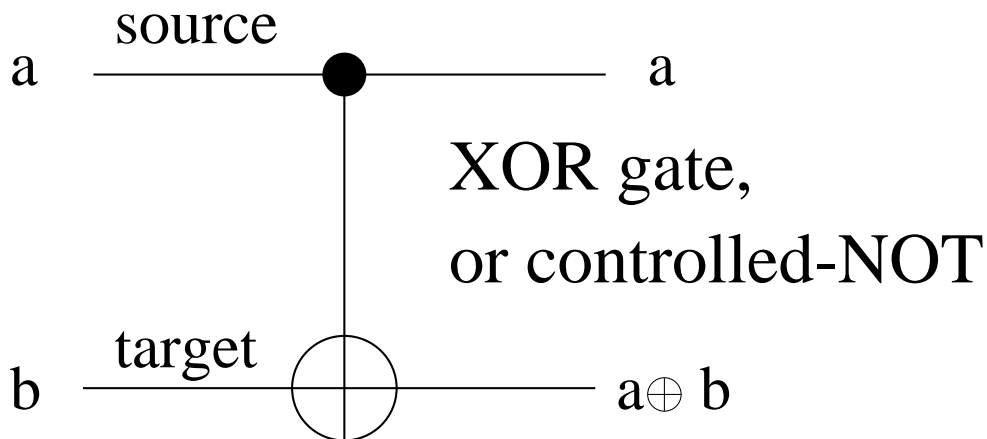 source
a a
XOR gate,
or controlled-NOT
target
b a⊕ b